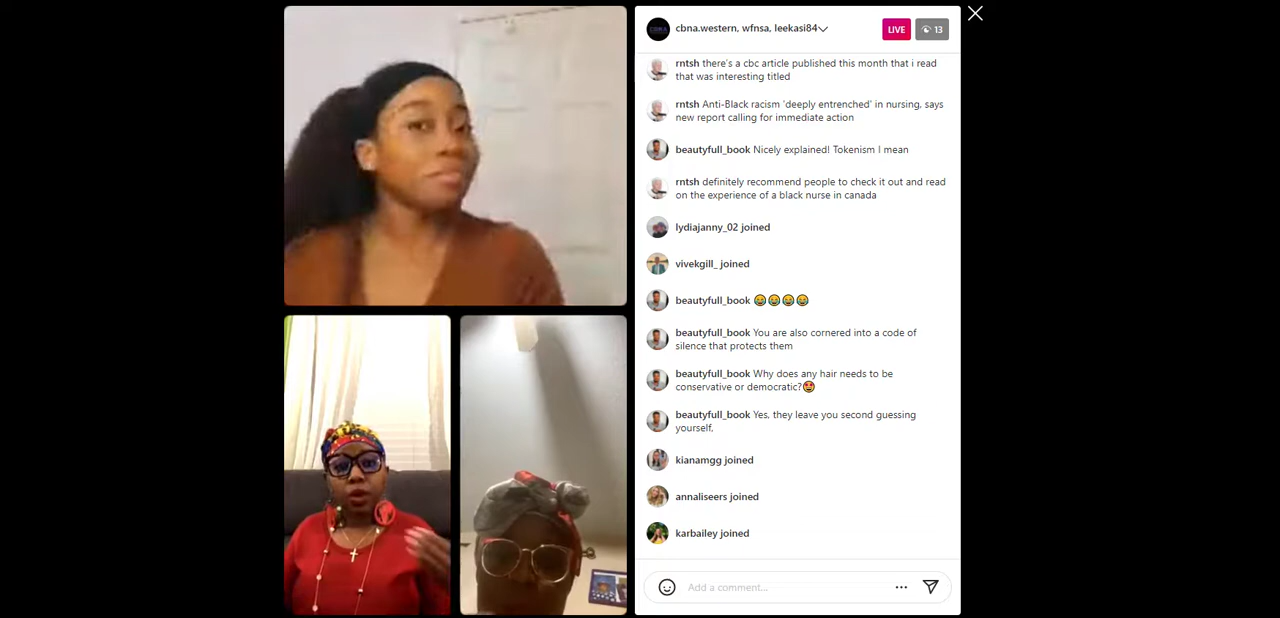 cbna.western, wfnsa, leekasi84
LIVE
13
rntsh there's a cbc article published this month that i read
that was interesting titled
rntsh Anti-Black racism 'deeply entrenched' in nursing, says
new report calling for immediate action
beautyfull_book Nicely explained! Tokenism I mean
rntsh definitely recommend people to check it out and read
on the experience of a black nurse in canada
lydiajanny_02 joined
vivekgill_ joined
beautyfull_book 😂😂😂😂
beautyfull_book You are also cornered into a code of
silence that protects them
beautyfull_book Why does any hair needs to be
conservative or democratic?🤩
beautyfull_book Yes, they leave you second guessing
yourself,
kianamgg joined
annaliseers joined
karbailey joined
Add a comment...